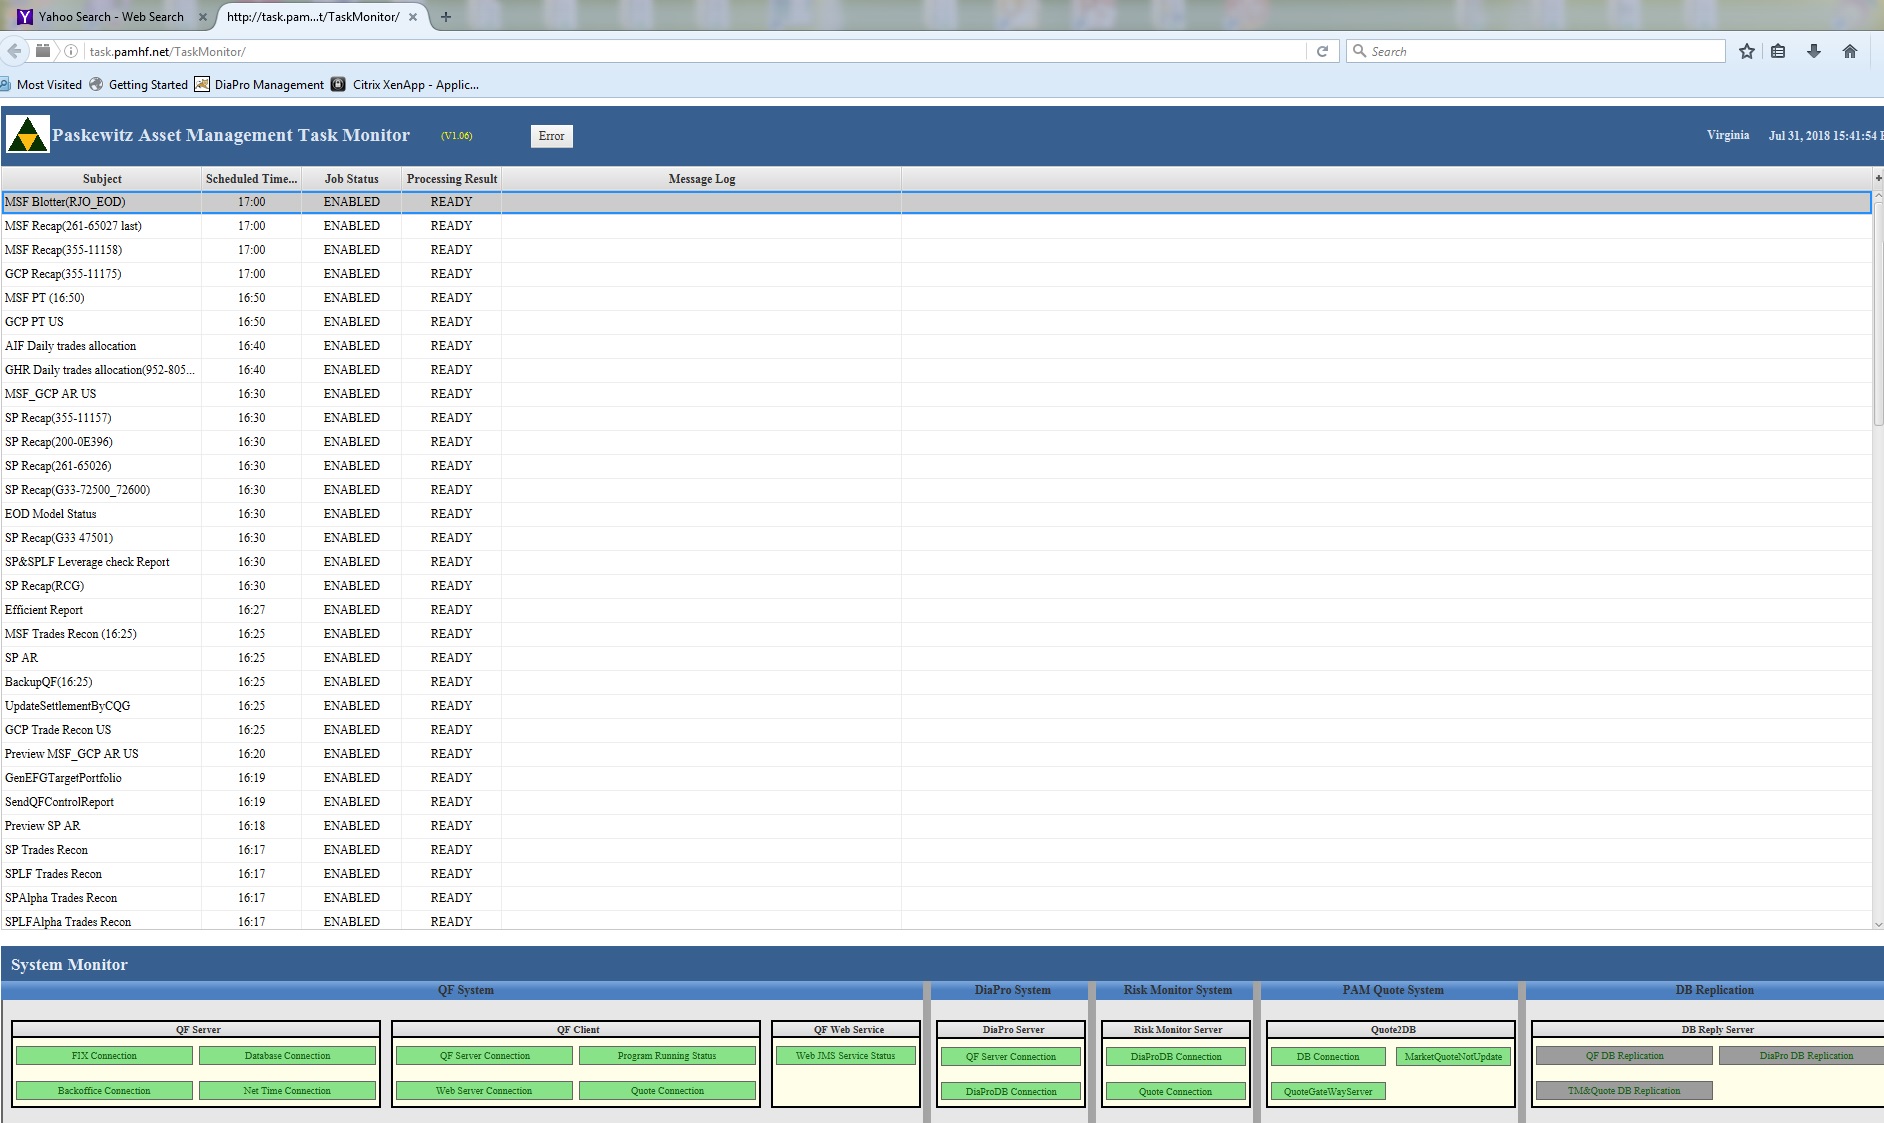 Yahoo Search - Web Search
http://task.pam...t/TaskMonitor/
task.pamhf.net/TaskMonitor/
Search
Most Visited Getting Started DiaPro Management Citrix XenApp - Applic...
Paskewitz Asset Management Task Monitor (V1.06) Error Virginia Jul 31, 2018 15:41:54
Subject Scheduled Time... Job Status Processing Result Message Log
MSF Blotter(RJO_EOD) 17:00 ENABLED READY
MSF Recap(261-65027 last) 17:00 ENABLED READY
MSF Recap(355-11158) 17:00 ENABLED READY
GCP Recap(355-11175) 17:00 ENABLED READY
MSF PT (16:50) 16:50 ENABLED READY
GCP PT US 16:50 ENABLED READY
AIF Daily trades allocation 16:40 ENABLED READY
GHR Daily trades allocation(952-805... 16:40 ENABLED READY
MSF_GCP AR US 16:30 ENABLED READY
SP Recap(355-11157) 16:30 ENABLED READY
SP Recap(200-0E396) 16:30 ENABLED READY
SP Recap(261-65026) 16:30 ENABLED READY
SP Recap(G33-72500_72600) 16:30 ENABLED READY
EOD Model Status 16:30 ENABLED READY
SP Recap(G33 47501) 16:30 ENABLED READY
SP&SPLF Leverage check Report 16:30 ENABLED READY
SP Recap(RCG) 16:30 ENABLED READY
Efficient Report 16:27 ENABLED READY
MSF Trades Recon (16:25) 16:25 ENABLED READY
SP AR 16:25 ENABLED READY
BackupQF(16:25) 16:25 ENABLED READY
UpdateSettlementByCQG 16:25 ENABLED READY
GCP Trade Recon US 16:25 ENABLED READY
Preview MSF_GCP AR US 16:20 ENABLED READY
GenEFGTargetPortfolio 16:19 ENABLED READY
SendQFControlReport 16:19 ENABLED READY
Preview SP AR 16:18 ENABLED READY
SP Trades Recon 16:17 ENABLED READY
SPLF Trades Recon 16:17 ENABLED READY
SPAlpha Trades Recon 16:17 ENABLED READY
SPLFAlpha Trades Recon 16:17 ENABLED READY
System Monitor
QF System DiaPro System Risk Monitor System PAM Quote System DB Replication
QF Server QF Client QF Web Service DiaPro Server Risk Monitor Server Quote2DB DB Reply Server
FIX Connection Database Connection QF Server Connection Program Running Status Web JMS Service Status QF Server Connection DiaProDB Connection DB Connection MarketQuoteNotUpdate QF DB Replication DiaPro DB Replication
Backoffice Connection Net Time Connection Web Server Connection Quote Connection DiaProDB Connection Quote Connection QuoteGateWayServer TM&Quote DB Replication